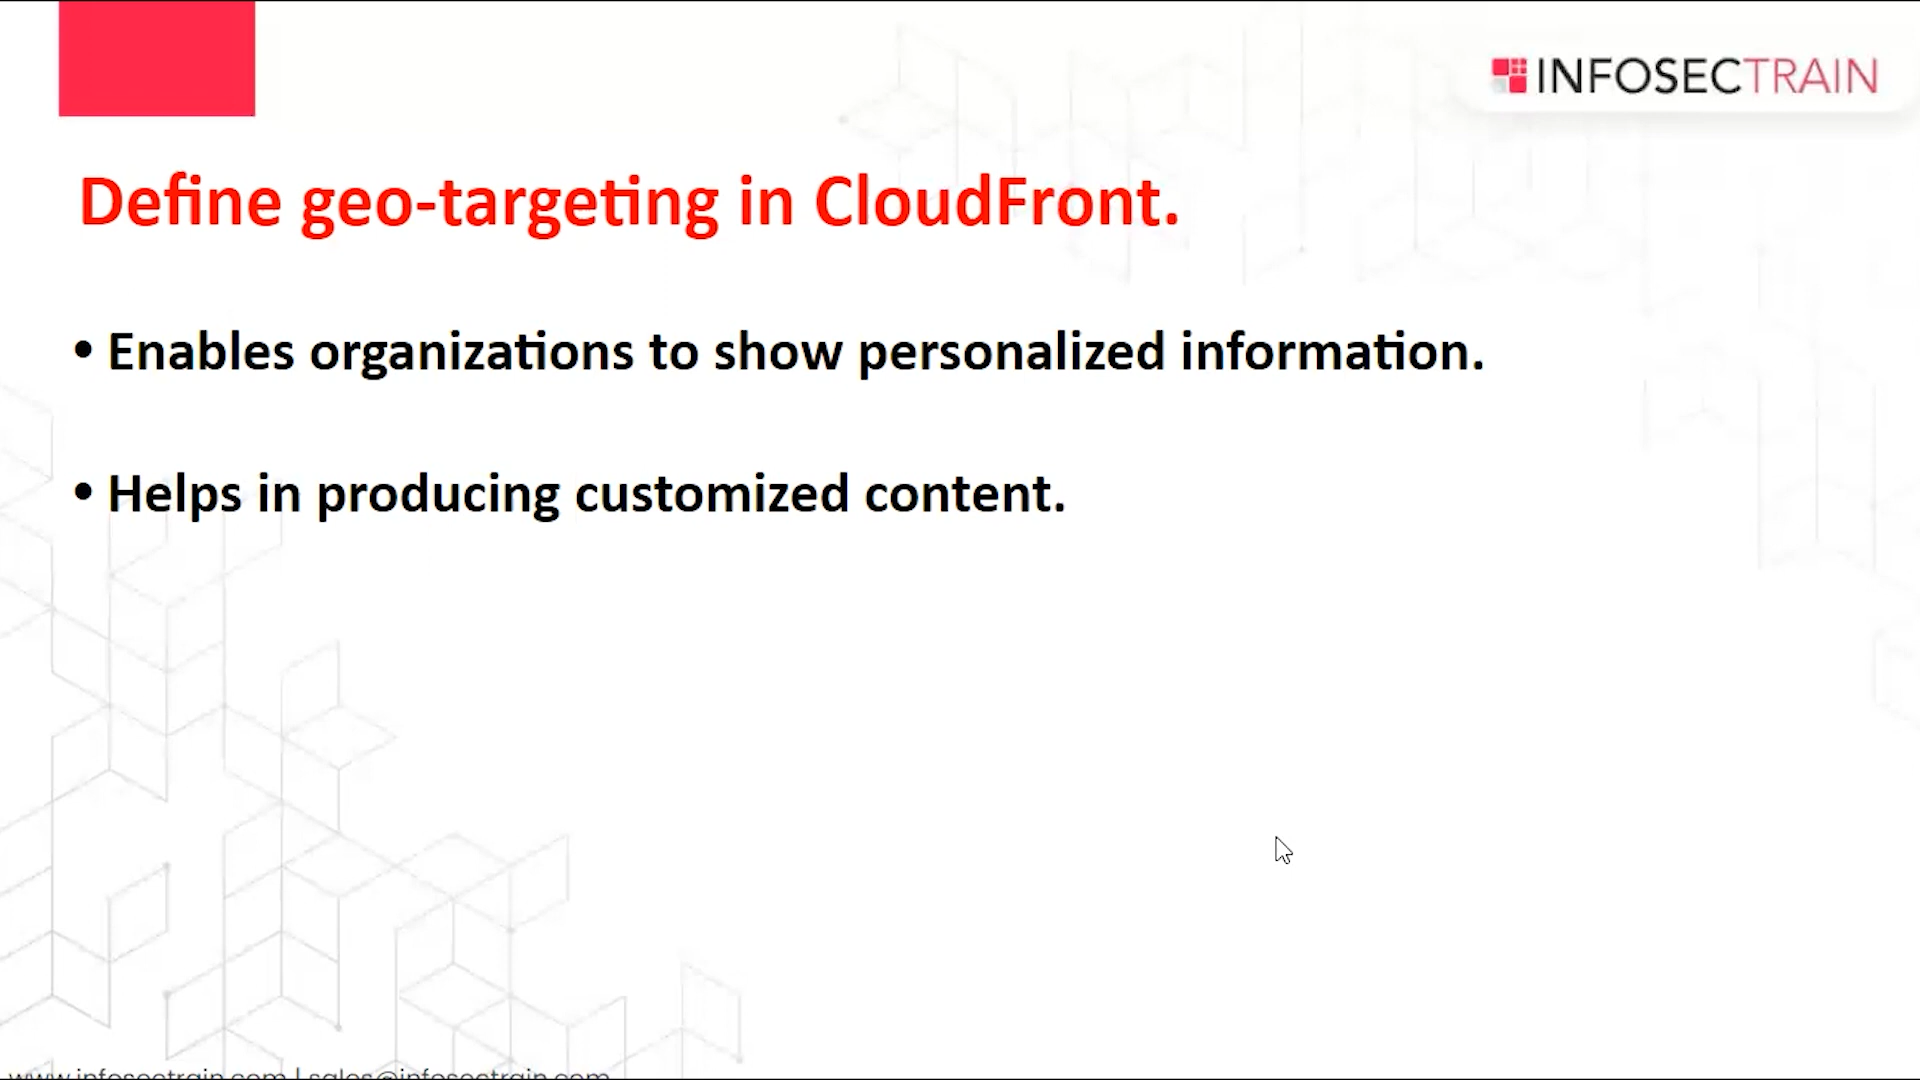 INFOSECTRAIN
Define geo-targeting in CloudFront.
• Enables organizations to show personalized information.
• Helps in producing customized content.
www.infosectrain.com | sales@infosectrain.com